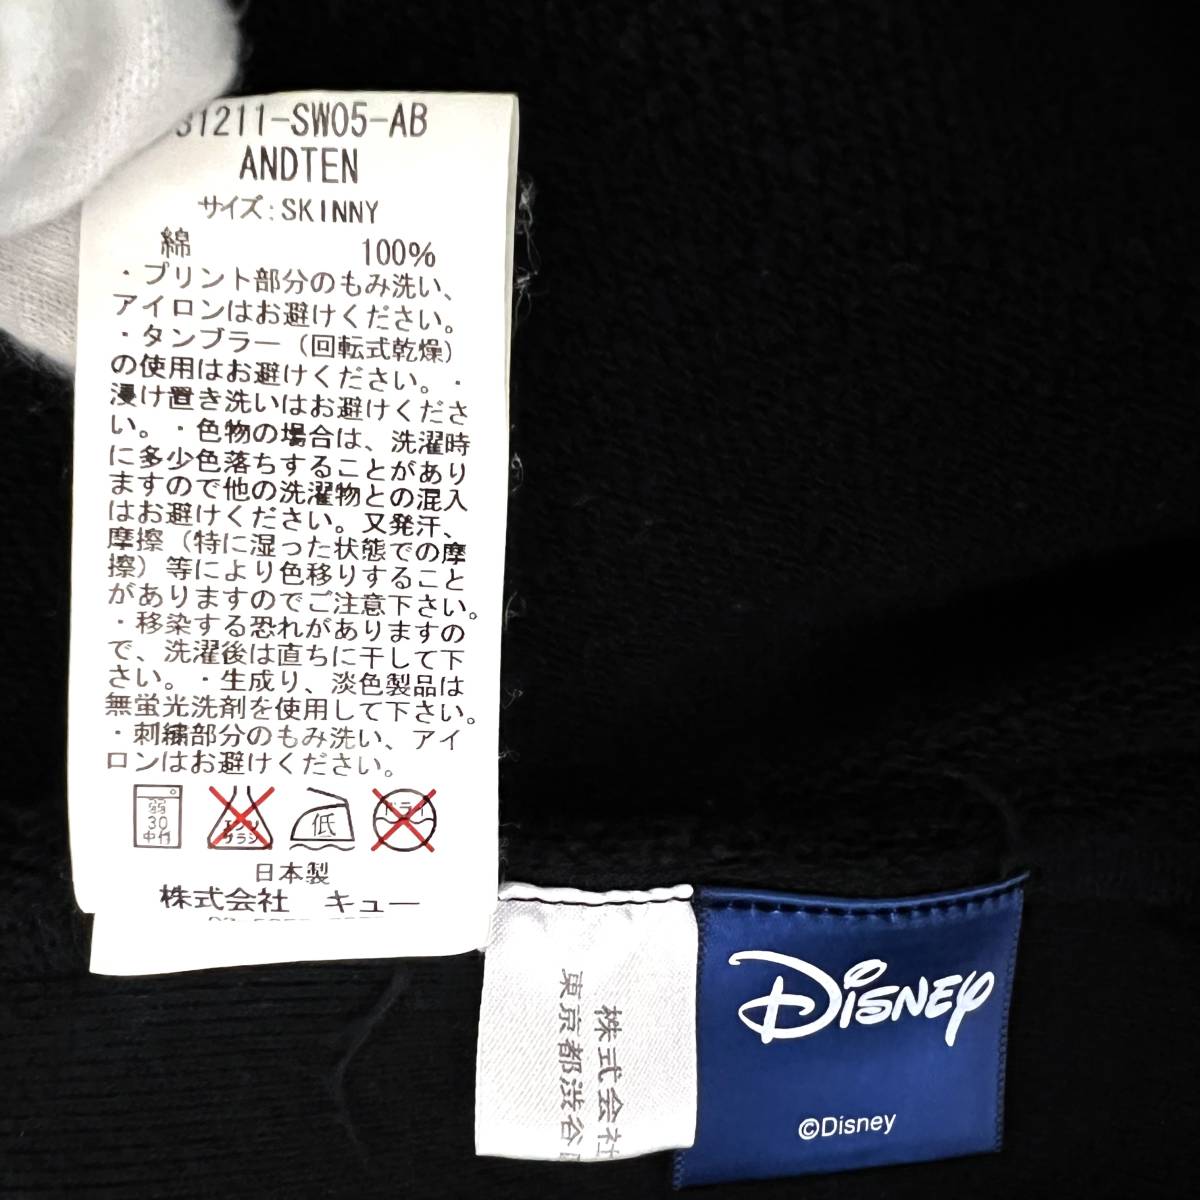 31211-SW05-AB
ANDTEN
サイズ:SKINNY
綿 100%
・プリント部分のもみ洗い、
アイロンはお避けください。
・タンブラー（回転式乾燥）
の使用はお避けください。・
浸け置き洗いはお避けくださ
い。・色物の場合は、洗濯時
に多少色落ちすることがあり
ますので他の洗濯物との混入
はお避けください。又発汗、
摩擦（特に湿った状態での摩
擦）等により色移りすること
がありますのでご注意下さい。
・移染する恐れがありますの
で、洗濯後は直ちに干して下
さい。・生成り、淡色製品は
無蛍光洗剤を使用して下さい。
・刺繍部分のもみ洗い、アイ
ロンはお避けください。
弱
30
中性
エンソ
サラシ
低
ドライ
日本製
株式会社 キュー
株式会社
東京都渋谷
Disney
©Disney